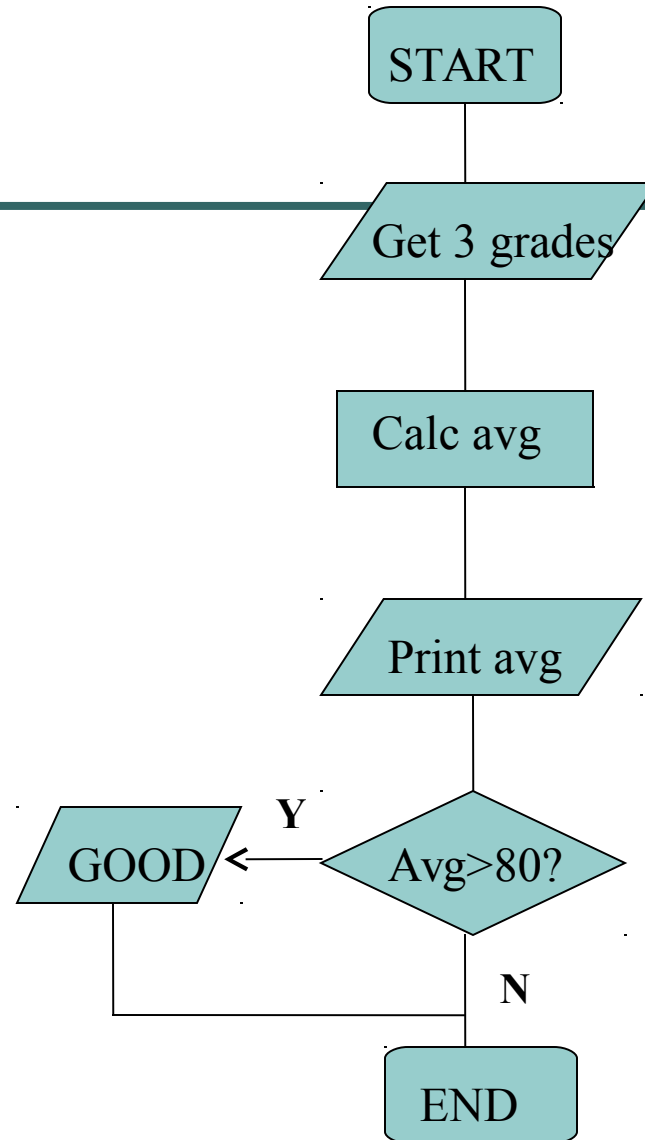 START
Get 3 grades
Calc avg
Print avg
Y
GOOD
Avg>80?
N
END